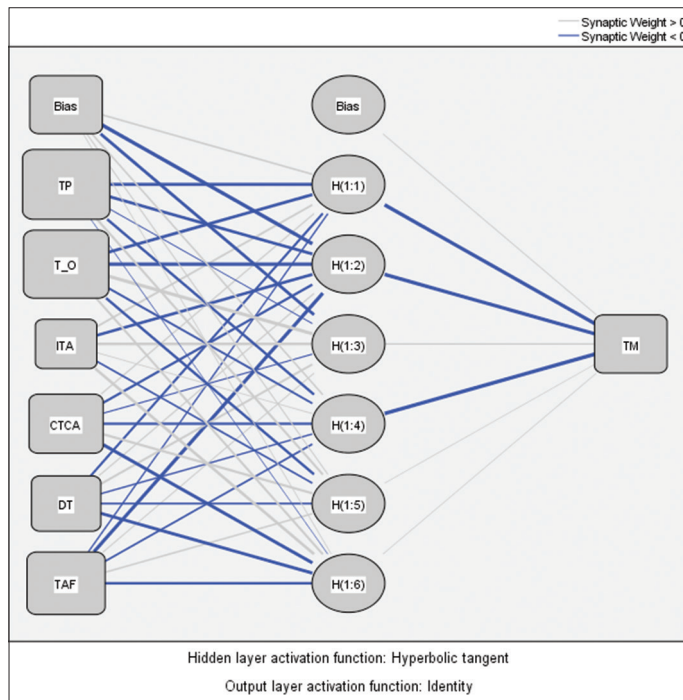 Synaptic Weight > 0
Synaptic Weight < 0
Bias
TP
T_O
ITA
CTCA
DT
TAF
Bias
H(1:1)
H(1:2)
H(1:3)
H(1:4)
H(1:5)
H(1:6)
TM
Hidden layer activation function: Hyperbolic tangent
Output layer activation function: Identity